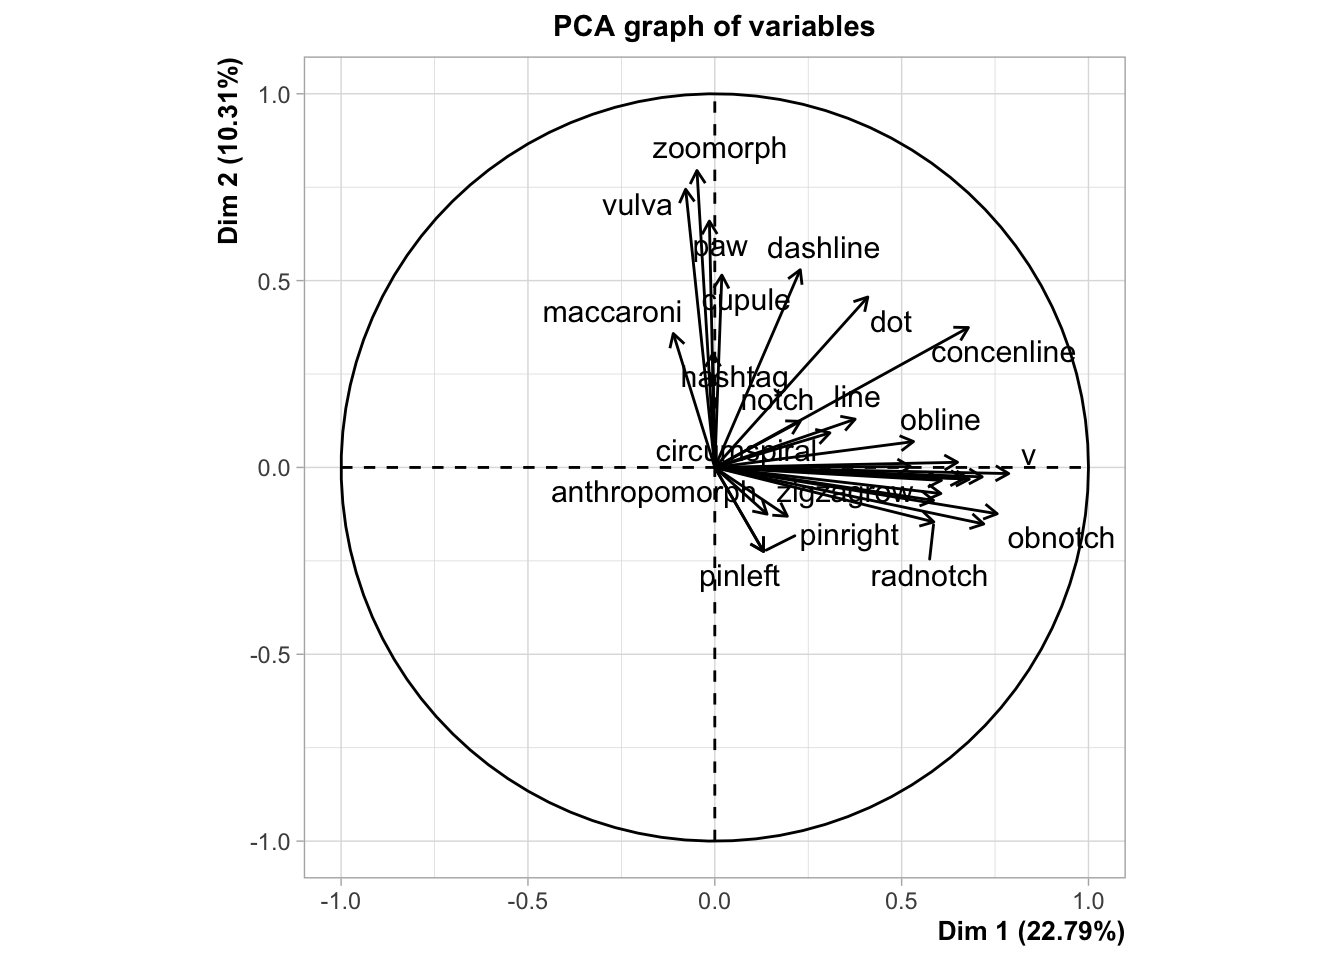 PCA graph of variables
Dim 2 (10.31%)
1.0
0.5
0.0
-0.5
-1.0
zoomorph
vulva
paw
dashline
cupule
maccaroni
dot
concenline
hashtag
notch
line
obline
circumspiral
v
anthropomorph
zigzagrow
pinright
obnotch
pinleft
radnotch
-1.0
-0.5
0.0
0.5
1.0
Dim 1 (22.79%)